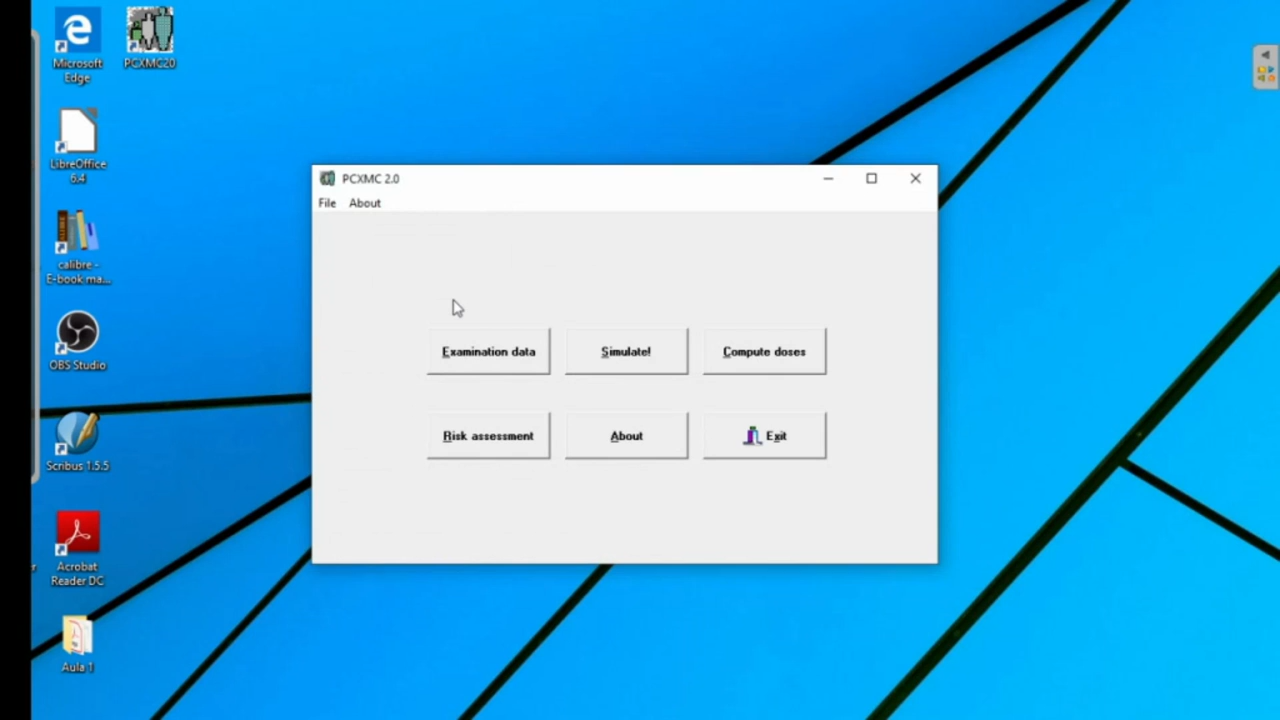 Microsoft
Edge
PCXMC20
LibreOffice
6.4
calibre -
E-book ma...
OBS Studio
Scribus 1.5.5
Acrobat
Reader DC
Aula 1
PCXMC 2.0
File About
Examination data Simulate! Compute doses
Risk assessment About Exit